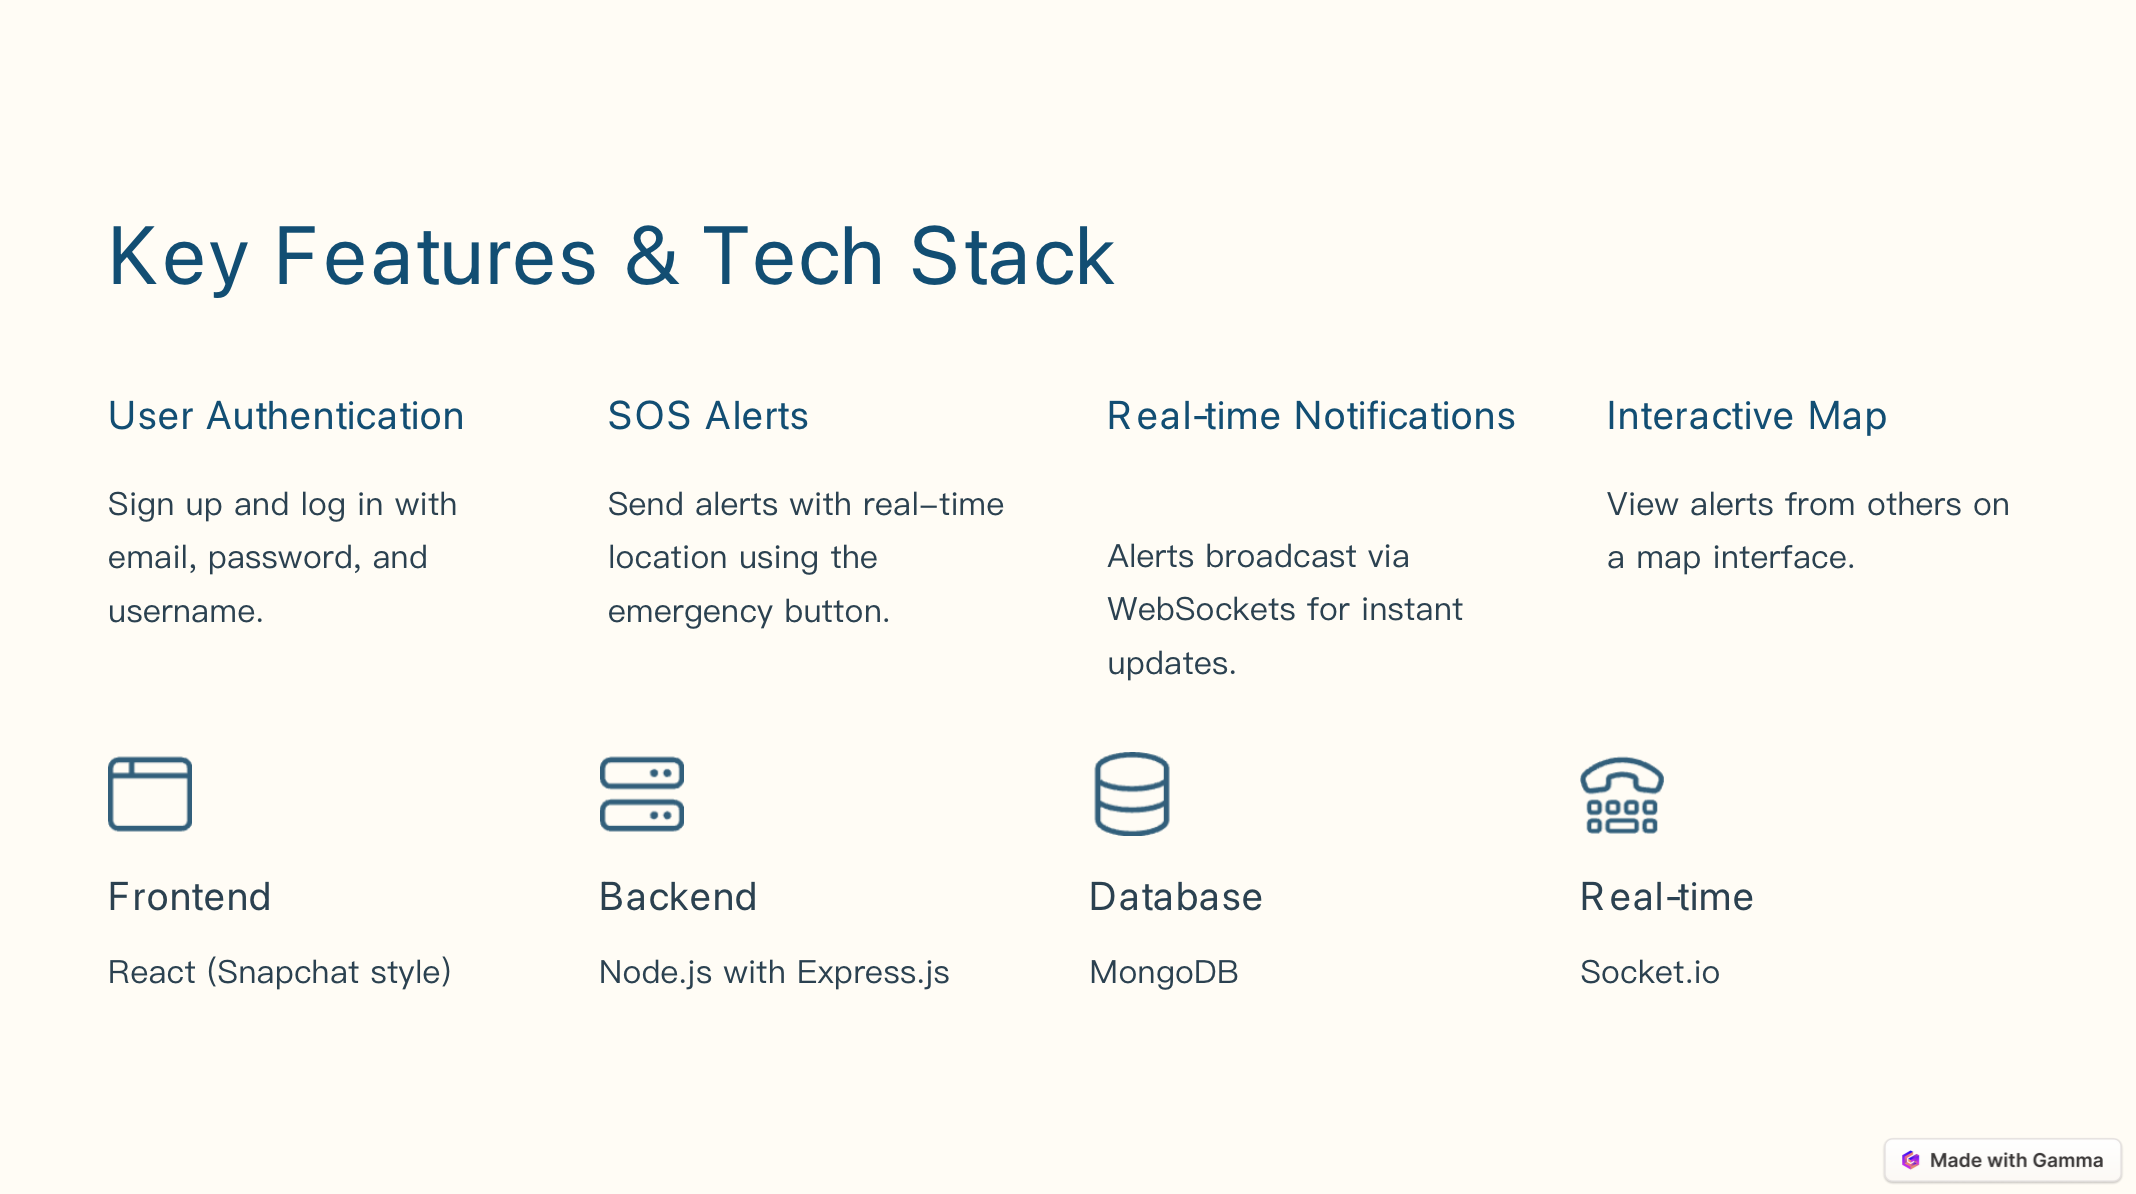 Key Features & Tech Stack
User Authentication
Sign up and log in with
email, password, and
username.
SOS Alerts
Send alerts with real-time
location using the
emergency button.
Real-time Notifications
Alerts broadcast via
WebSockets for instant
updates.
Interactive Map
View alerts from others on
a map interface.
Frontend
React (Snapchat style)
Backend
Node.js with Express.js
Database
MongoDB
Real-time
Socket.io
Made with Gamma